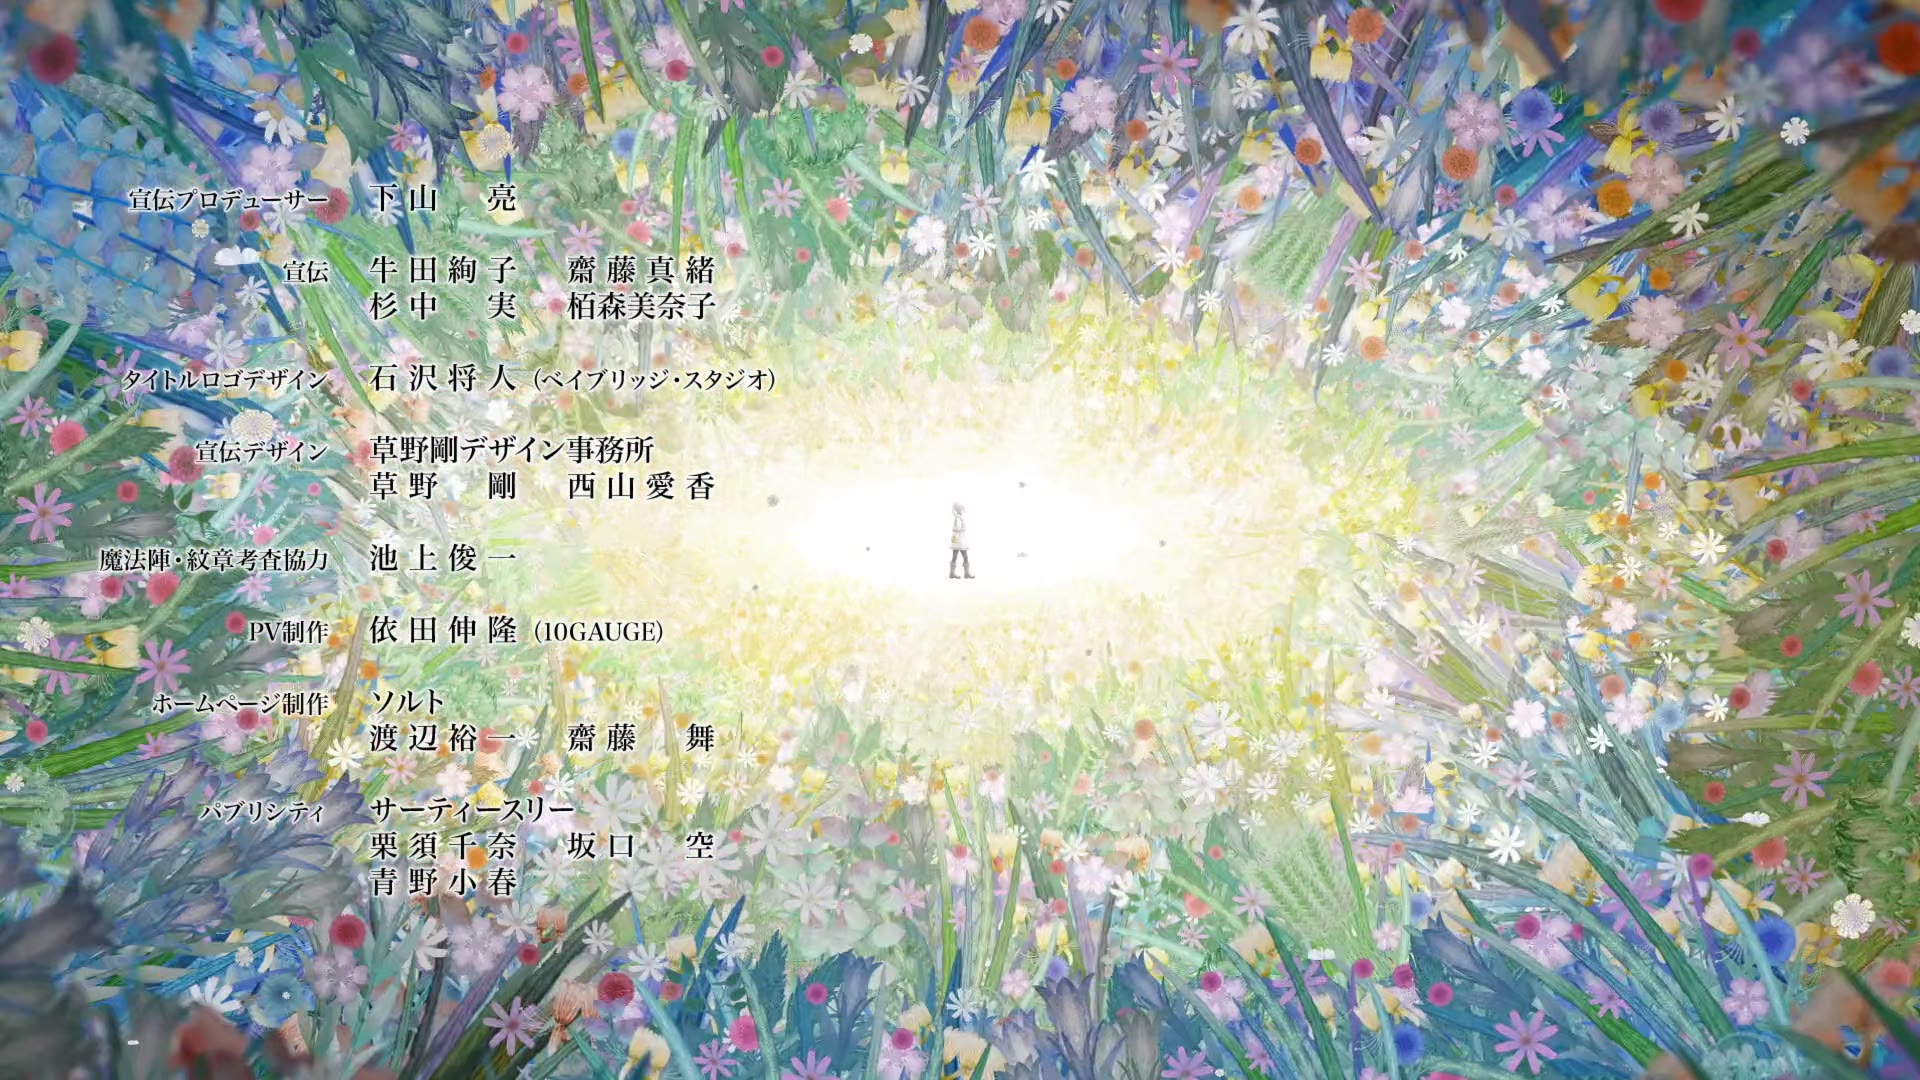 宣伝プロデューサー 下山 亮
宣伝 牛田絢子 齋藤真緒
杉中 実 栢森美奈子
タイトルロゴデザイン 石沢将人（ベイブリッジ・スタジオ）
宣伝デザイン 草野剛デザイン事務所
草野 剛 西山愛香
魔法陣・紋章考査協力 池上俊一
PV制作 依田伸隆（10GAUGE）
ホームページ制作 ソルト
渡辺裕一 齋藤 舞
パブリシティ サーティースリー
栗須千奈 坂口 空
青野小春